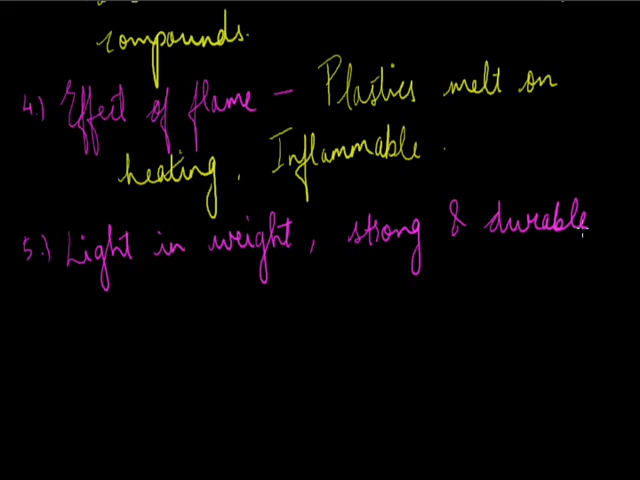 compounds.
4.) Effect of flame - Plastics melt on
heating. Inflammable.
5.) Light in weight, strong & durable